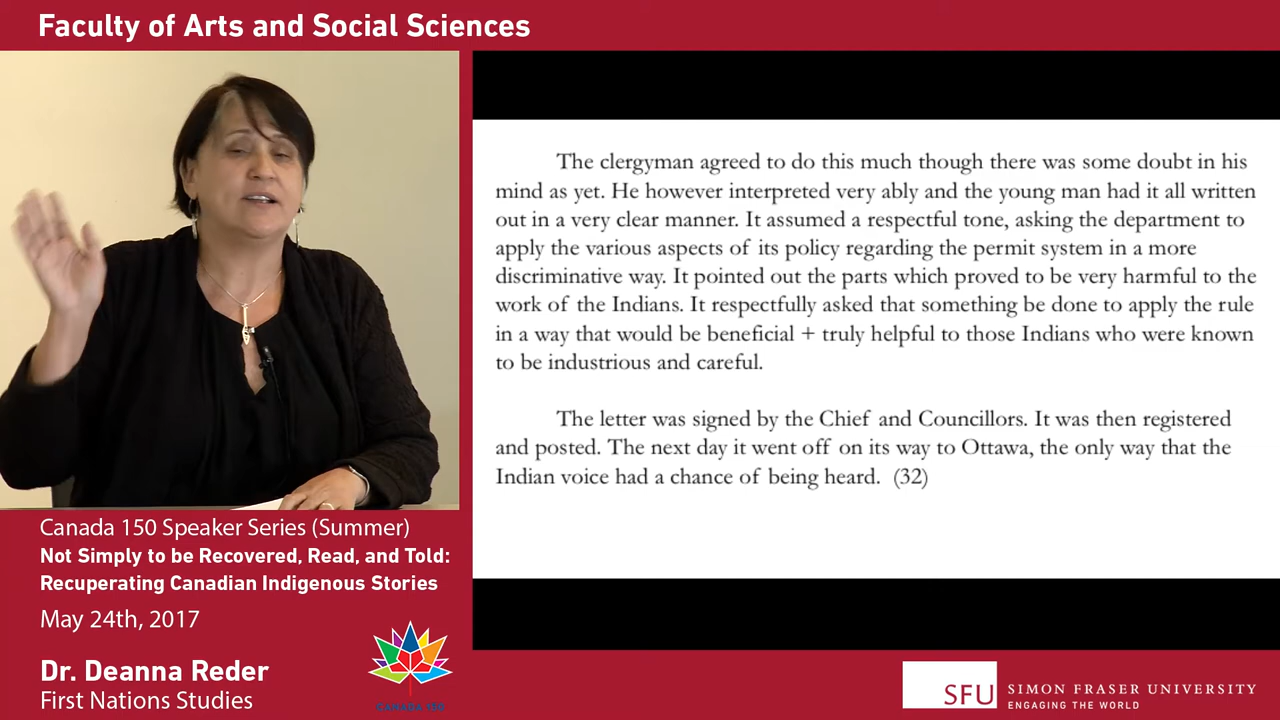 Faculty of Arts and Social Sciences
The clergyman agreed to do this much though there was some doubt in his
mind as yet. He however interpreted very ably and the young man had it all written
out in a very clear manner. It assumed a respectful tone, asking the department to
apply the various aspects of its policy regarding the permit system in a more
discriminative way. It pointed out the parts which proved to be very harmful to the
work of the Indians. It respectfully asked that something be done to apply the rule
in a way that would be beneficial + truly helpful to those Indians who were known
to be industrious and careful.
The letter was signed by the Chief and Councillors. It was then registered
and posted. The next day it went off on its way to Ottawa, the only way that the
Indian voice had a chance of being heard. (32)
Canada 150 Speaker Series (Summer)
Not Simply to be Recovered, Read, and Told:
Recuperating Canadian Indigenous Stories
May 24th, 2017
Dr. Deanna Reder
First Nations Studies
CANADA 150
SFU
SIMON FRASER UNIVERSITY
ENGAGING THE WORLD